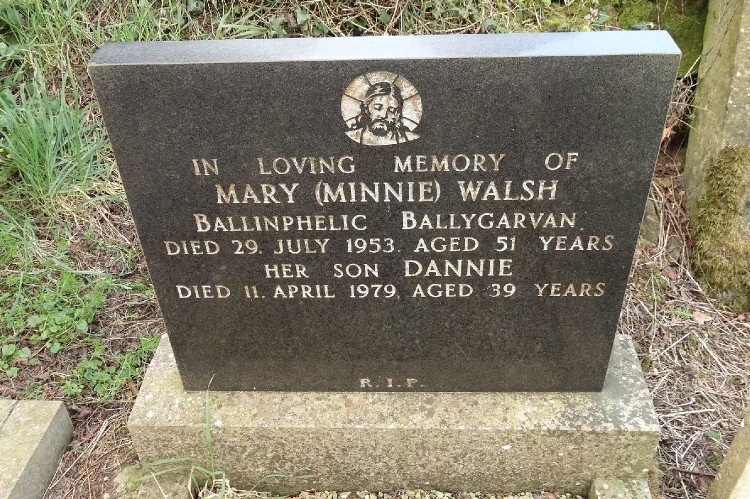 IN LOVING MEMORY OF
MARY (MINNIE) WALSH
BALLINPHELIC BALLYGARVAN
DIED 29. JULY 1953. AGED 51 YEARS
HER SON DANNIE
DIED 11. APRIL 1979. AGED 39 YEARS
R.I.P.